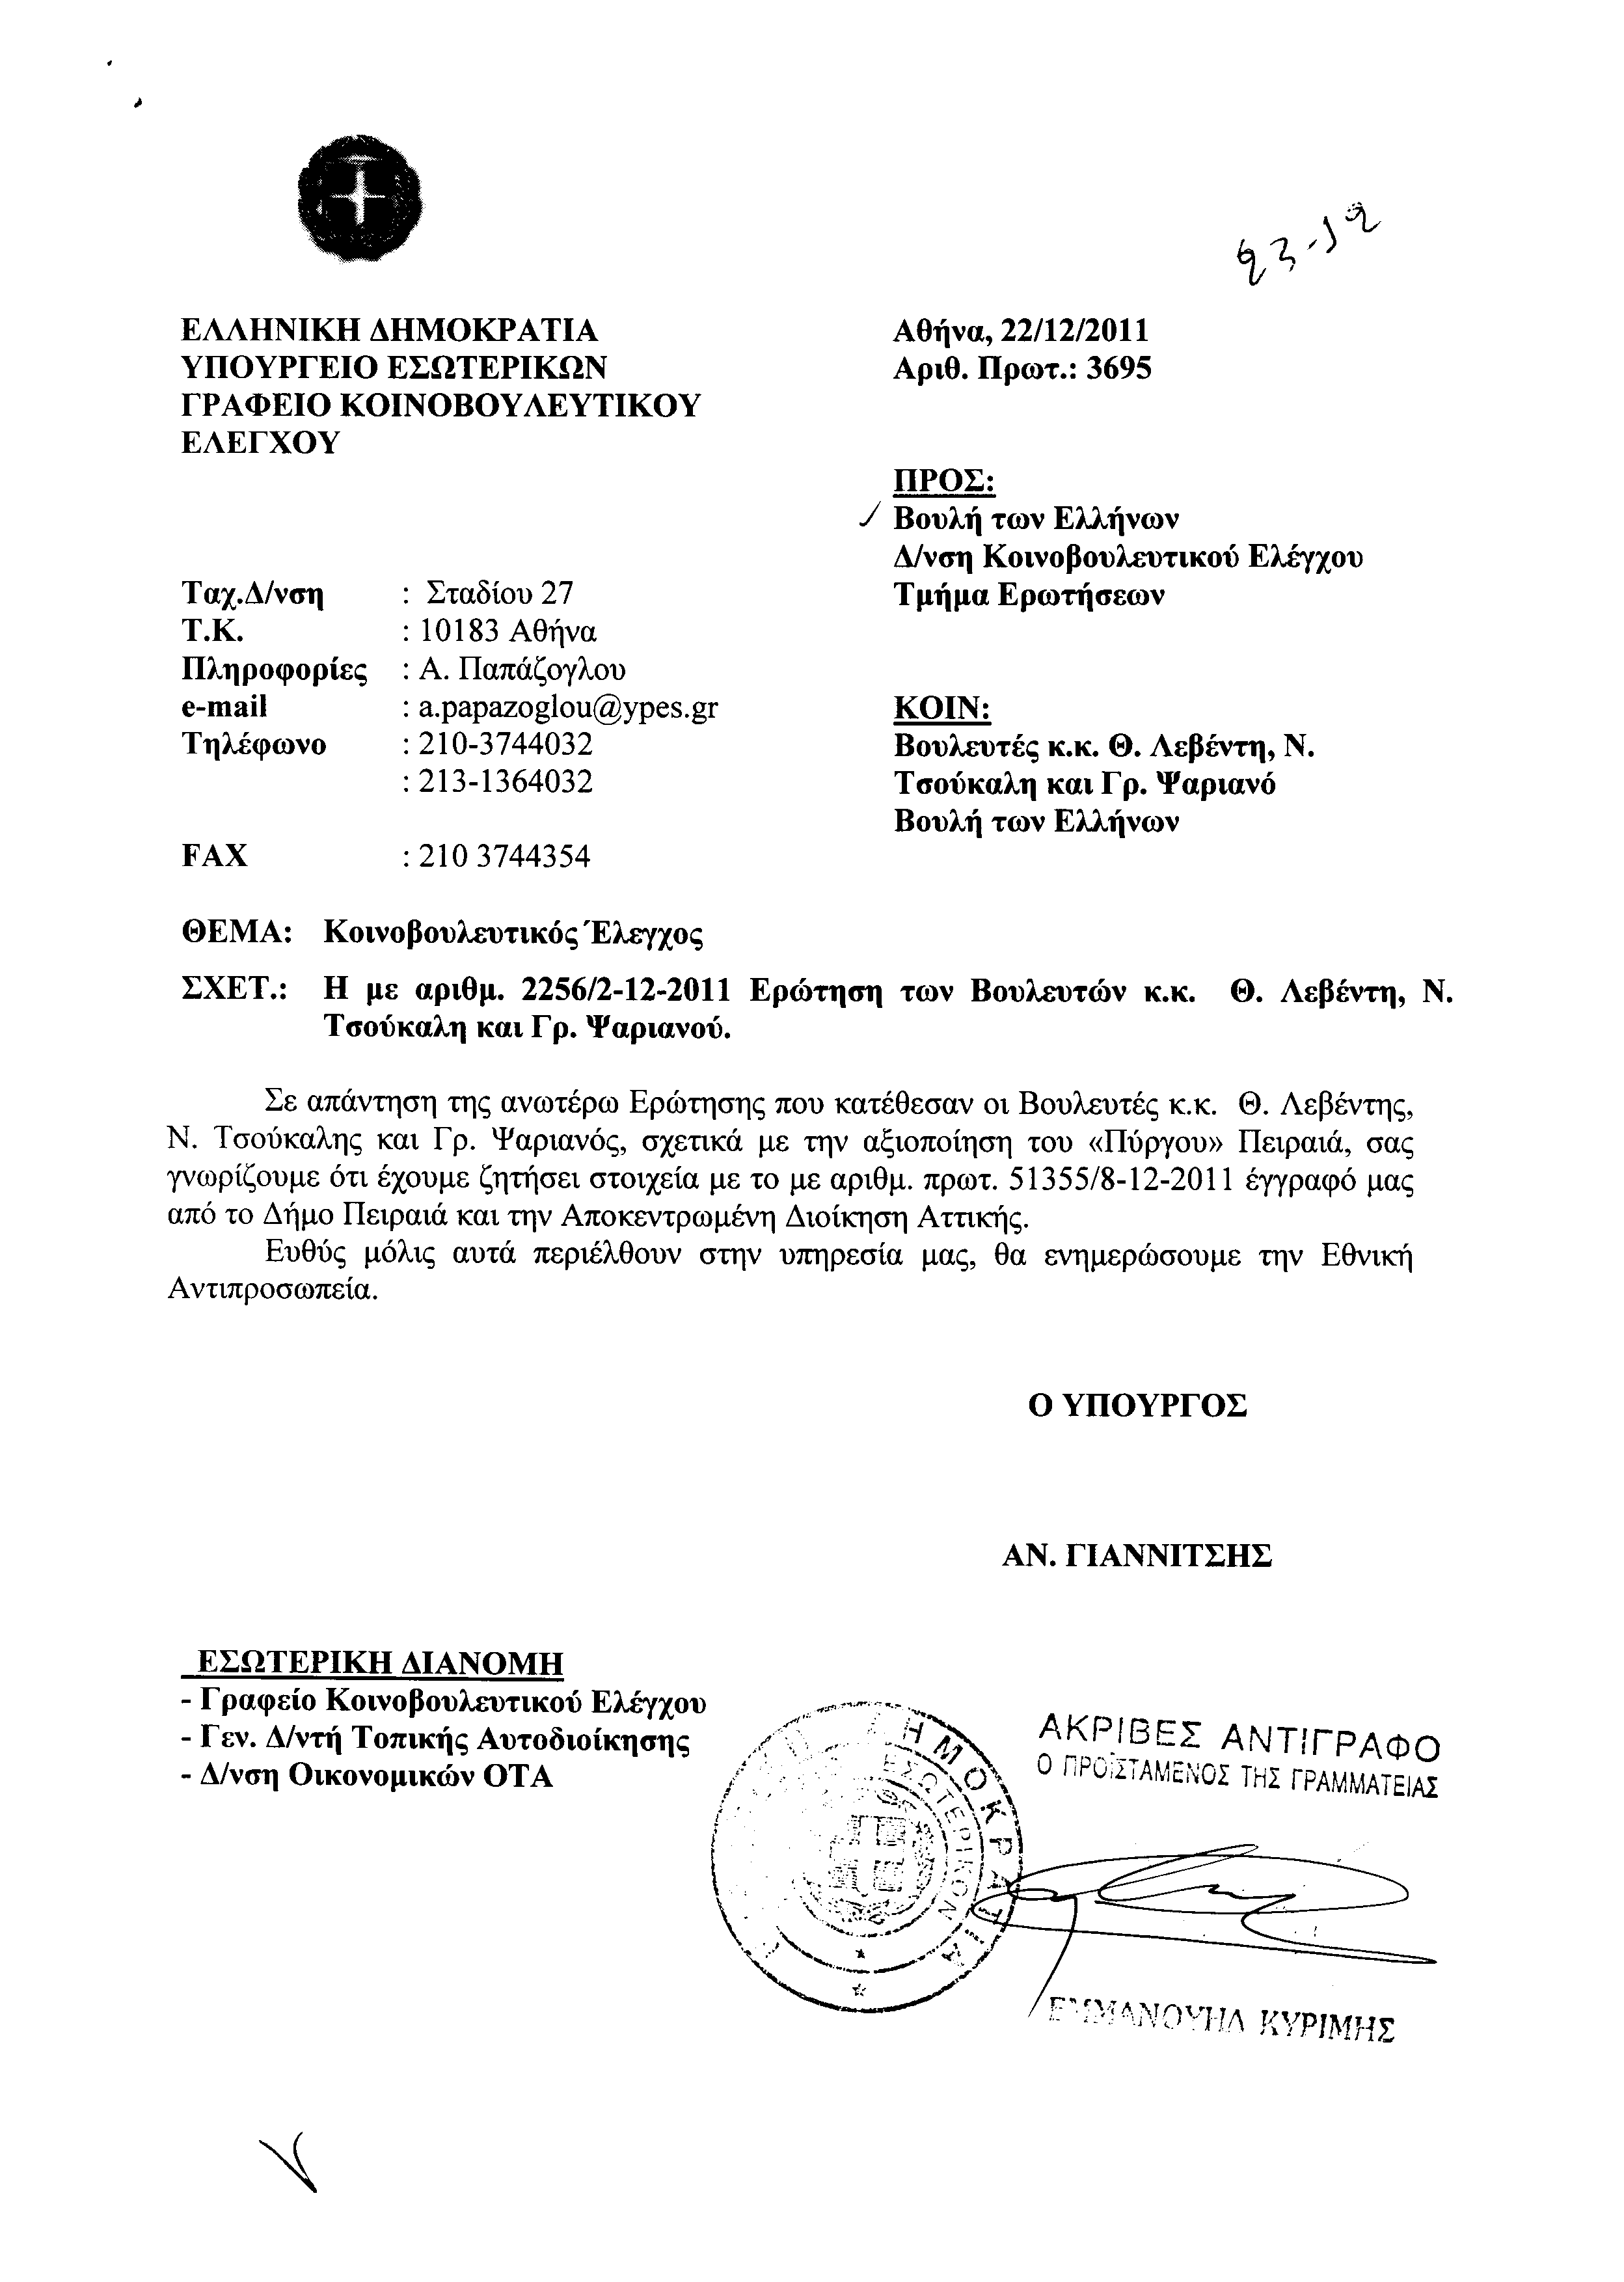 23-12
ΕΛΛΗΝΙΚΗ ΔΗΜΟΚΡΑΤΙΑ
ΥΠΟΥΡΓΕΙΟ ΕΣΩΤΕΡΙΚΩΝ
ΓΡΑΦΕΙΟ ΚΟΙΝΟΒΟΥΛΕΥΤΙΚΟΥ
ΕΛΕΓΧΟΥ
Αθήνα, 22/12/2011
Αριθ. Πρωτ.: 3695
ΠΡΟΣ:
Βουλή των Ελλήνων
Δ/νση Κοινοβουλευτικού Ελέγχου
Τμήμα Ερωτήσεων
Ταχ.Δ/νση : Σταδίου 27
Τ.Κ. : 10183 Αθήνα
Πληροφορίες : Α. Παπάζογλου
e-mail : a.papazoglou@ypes.gr
Τηλέφωνο : 210-3744032
: 213-1364032
FAX : 210 3744354
ΚΟΙΝ:
Βουλευτές κ.κ. Θ. Λεβέντη, Ν.
Τσούκαλη και Γρ. Ψαριανό
Βουλή των Ελλήνων
ΘΕΜΑ: Κοινοβουλευτικός Έλεγχος
ΣΧΕΤ.: Η με αριθμ. 2256/2-12-2011 Ερώτηση των Βουλευτών κ.κ. Θ. Λεβέντη, Ν.
Τσούκαλη και Γρ. Ψαριανού.
Σε απάντηση της ανωτέρω Ερώτησης που κατέθεσαν οι Βουλευτές κ.κ. Θ. Λεβέντης,
Ν. Τσούκαλης και Γρ. Ψαριανός, σχετικά με την αξιοποίηση του «Πύργου» Πειραιά, σας
γνωρίζουμε ότι έχουμε ζητήσει στοιχεία με το με αριθμ. πρωτ. 51355/8-12-2011 έγγραφό μας
από το Δήμο Πειραιά και την Αποκεντρωμένη Διοίκηση Αττικής.
Ευθύς μόλις αυτά περιέλθουν στην υπηρεσία μας, θα ενημερώσουμε την Εθνική
Αντιπροσωπεία.
Ο ΥΠΟΥΡΓΟΣ
ΑΝ. ΓΙΑΝΝΙΤΣΗΣ
ΕΣΩΤΕΡΙΚΗ ΔΙΑΝΟΜΗ
- Γραφείο Κοινοβουλευτικού Ελέγχου
- Γεν. Δ/ντή Τοπικής Αυτοδιοίκησης
- Δ/νση Οικονομικών ΟΤΑ
ΔΗΜΟΚΡΑΤΙΑ
ΕΣΩΤΕΡΙΚΩΝ
ΑΚΡΙΒΕΣ ΑΝΤΙΓΡΑΦΟ
Ο ΠΡΟΪΣΤΑΜΕΝΟΣ ΤΗΣ ΓΡΑΜΜΑΤΕΙΑΣ
ΕΜΜΑΝΟΥΗΛ ΚΥΡΙΜΗΣ